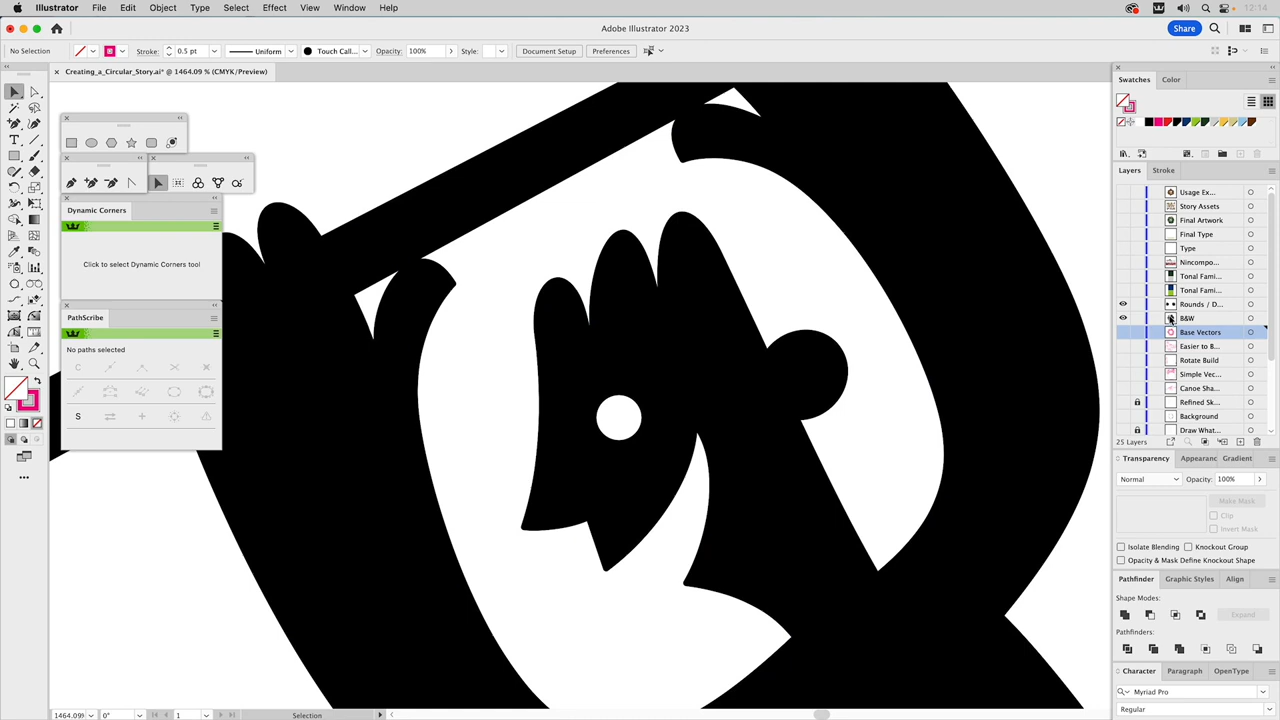 Illustrator File Edit Object Type Select Effect View Window Help 12:14
Adobe Illustrator 2023 Share
No Selection Stroke: 0.5 pt Uniform Touch Call... Opacity: 100% Style: Document Setup Preferences
Creating_a_Circular_Story.ai* @ 1464.09 % (CMYK/Preview)
Swatches Color
Layers Stroke
Usage Ex...
Story Assets
Final Artwork
Final Type
Type
Nincompo...
Tonal Fami...
Tonal Fami...
Rounds / D...
B&W
Base Vectors
Easier to B...
Rotate Build
Simple Vec...
Canoe Sha...
Refined Sk...
Background
Draw What...
25 Layers
Dynamic Corners
Click to select Dynamic Corners tool
PathScribe
No paths selected
Transparency Appearanc Gradient
Normal Opacity: 100%
Make Mask
Clip
Invert Mask
Isolate Blending Knockout Group
Opacity & Mask Define Knockout Shape
Pathfinder Graphic Styles Align
Shape Modes:
Expand
Pathfinders:
Character Paragraph OpenType
Myriad Pro
Regular
1464.09 0° 1 Selection